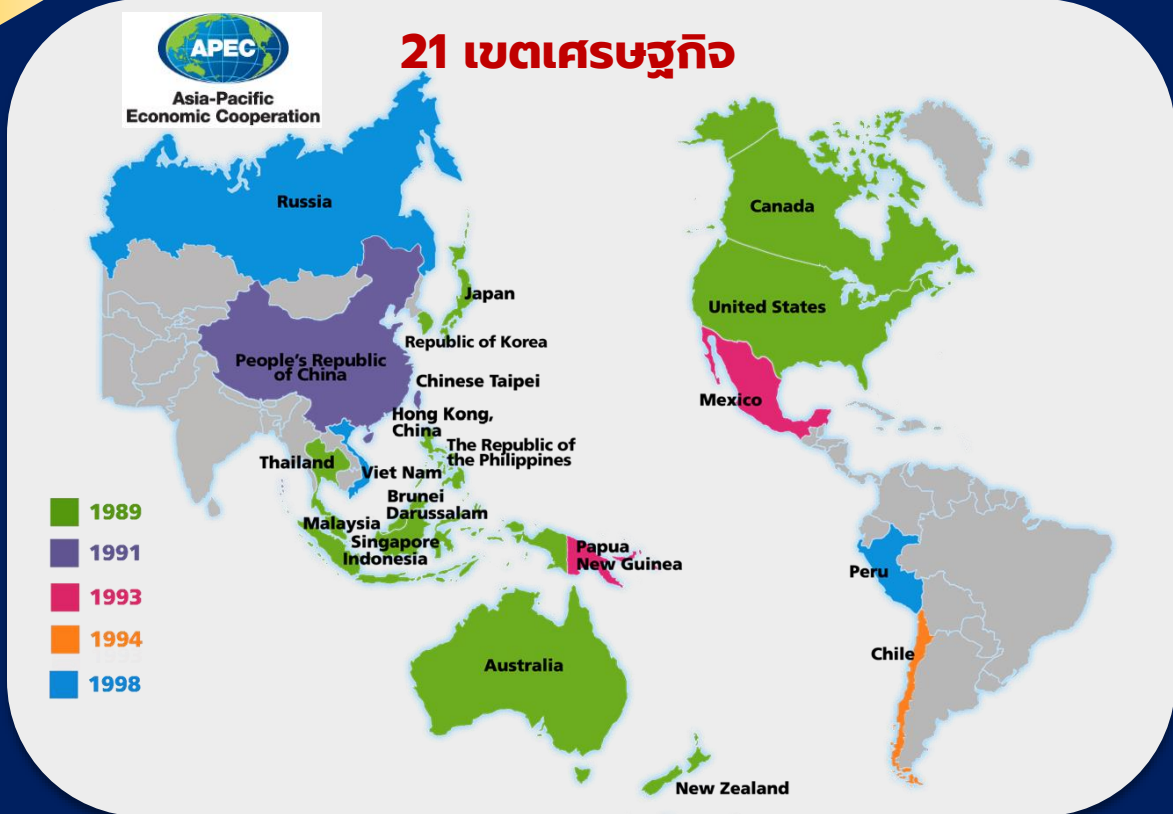 APEC
Asia-Pacific
Economic Cooperation
21 เขตเศรษฐกิจ
Russia
Canada
Japan
United States
Republic of Korea
People's Republic
of China
Chinese Taipei
Mexico
Hong Kong,
China
The Republic of
the Philippines
Thailand
Viet Nam
Brunei
Darussalam
Malaysia
Singapore
Indonesia
Papua
New Guinea
Peru
Chile
Australia
New Zealand
1989
1991
1993
1994
1998